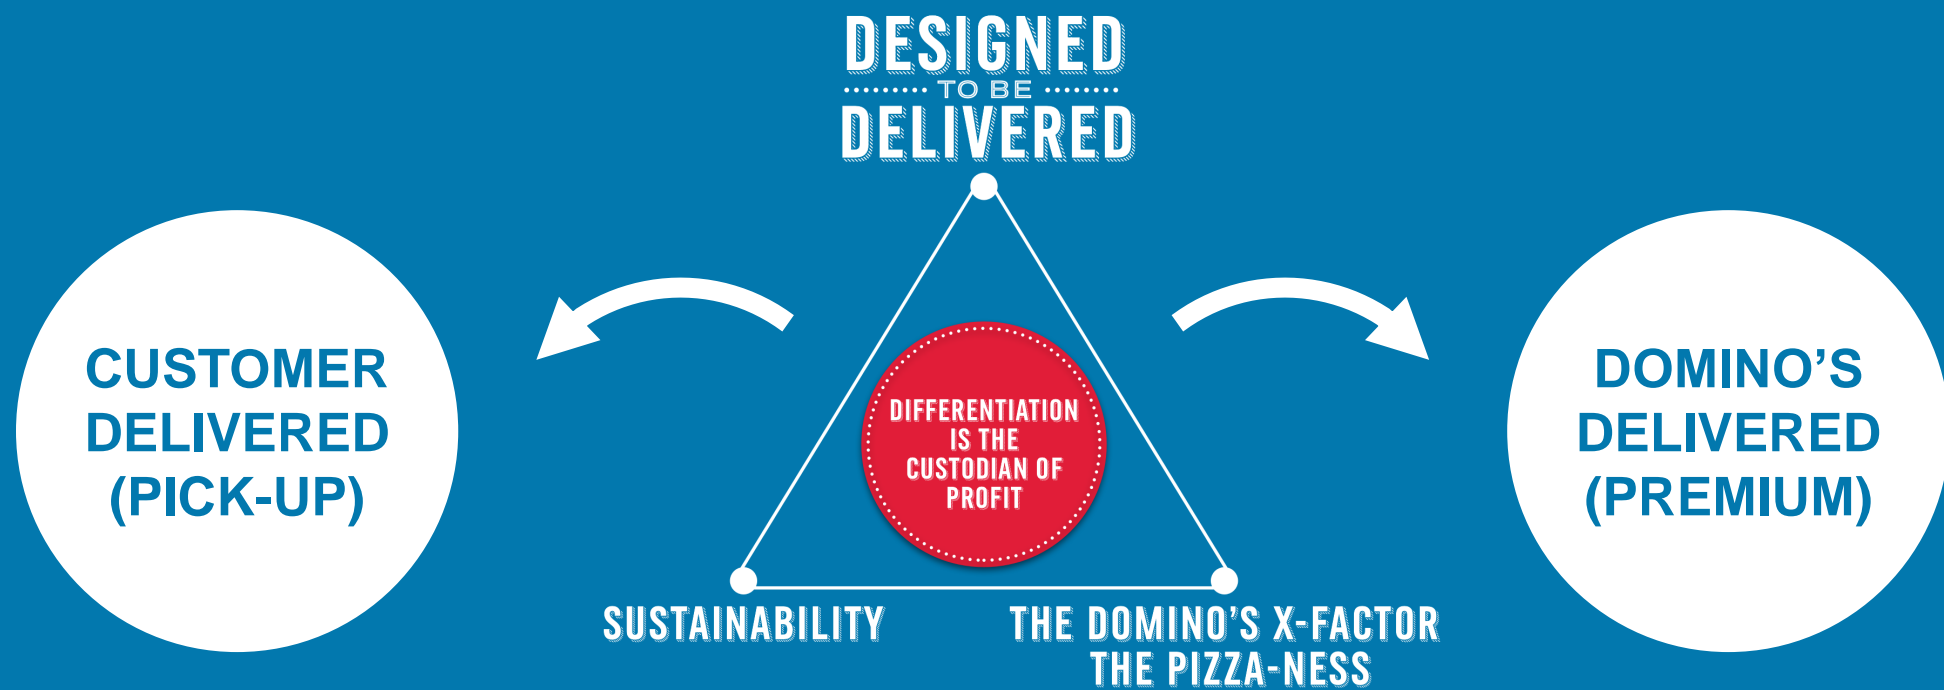 DESIGNED
TO BE
DELIVERED
CUSTOMER
DELIVERED
(PICK-UP)
DIFFERENTIATION
IS THE
CUSTODIAN OF
PROFIT
DOMINO’S
DELIVERED
(PREMIUM)
SUSTAINABILITY
THE DOMINO’S X-FACTOR
THE PIZZA-NESS